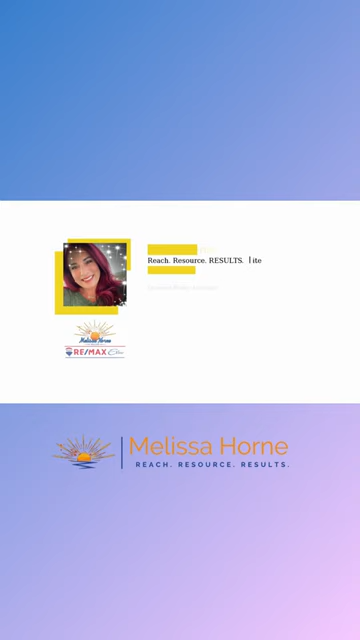 Reach. Resource. RESULTS. | ite
Melissa Horne
RE/MAX
Melissa Horne
REACH. RESOURCE. RESULTS.